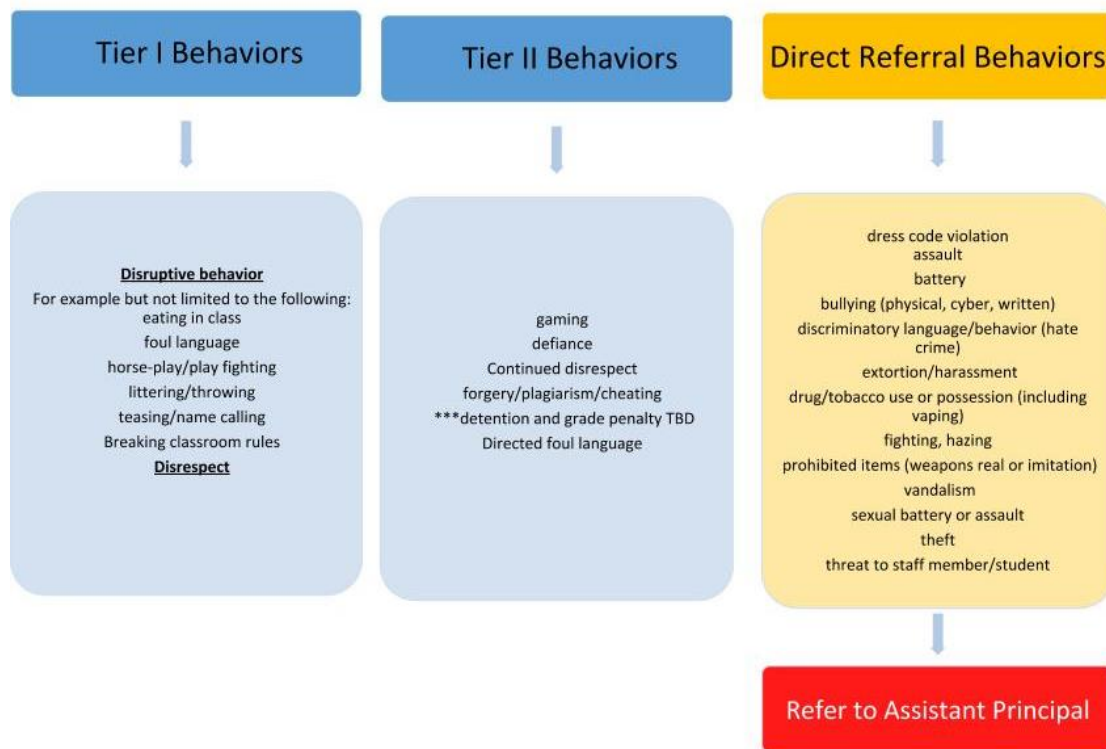 Tier I Behaviors
Disruptive behavior
For example but not limited to the following:
eating in class
foul language
horse-play/play fighting
littering/throwing
teasing/name calling
Breaking classroom rules
Disrespect
Tier II Behaviors
gaming
defiance
Continued disrespect
forgery/plagiarism/cheating
***detention and grade penalty TBD
Directed foul language
Direct Referral Behaviors
dress code violation
assault
battery
bullying (physical, cyber, written)
discriminatory language/behavior (hate
crime)
extortion/harassment
drug/tobacco use or possession (including
vaping)
fighting, hazing
prohibited items (weapons real or imitation)
vandalism
sexual battery or assault
theft
threat to staff member/student
Refer to Assistant Principal